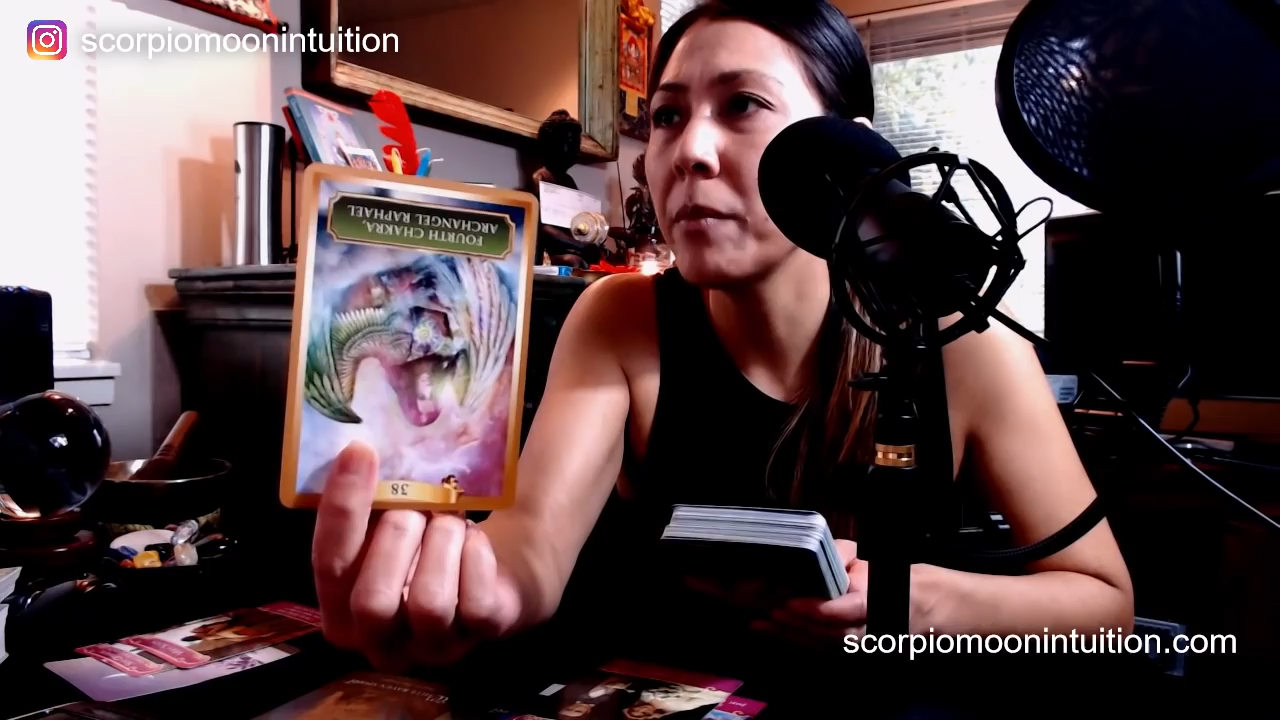 scorpiomoonintuition
FOURTH CHAKRA,
ARCHANGEL RAPHAEL
38
scorpiomoonintuition.com